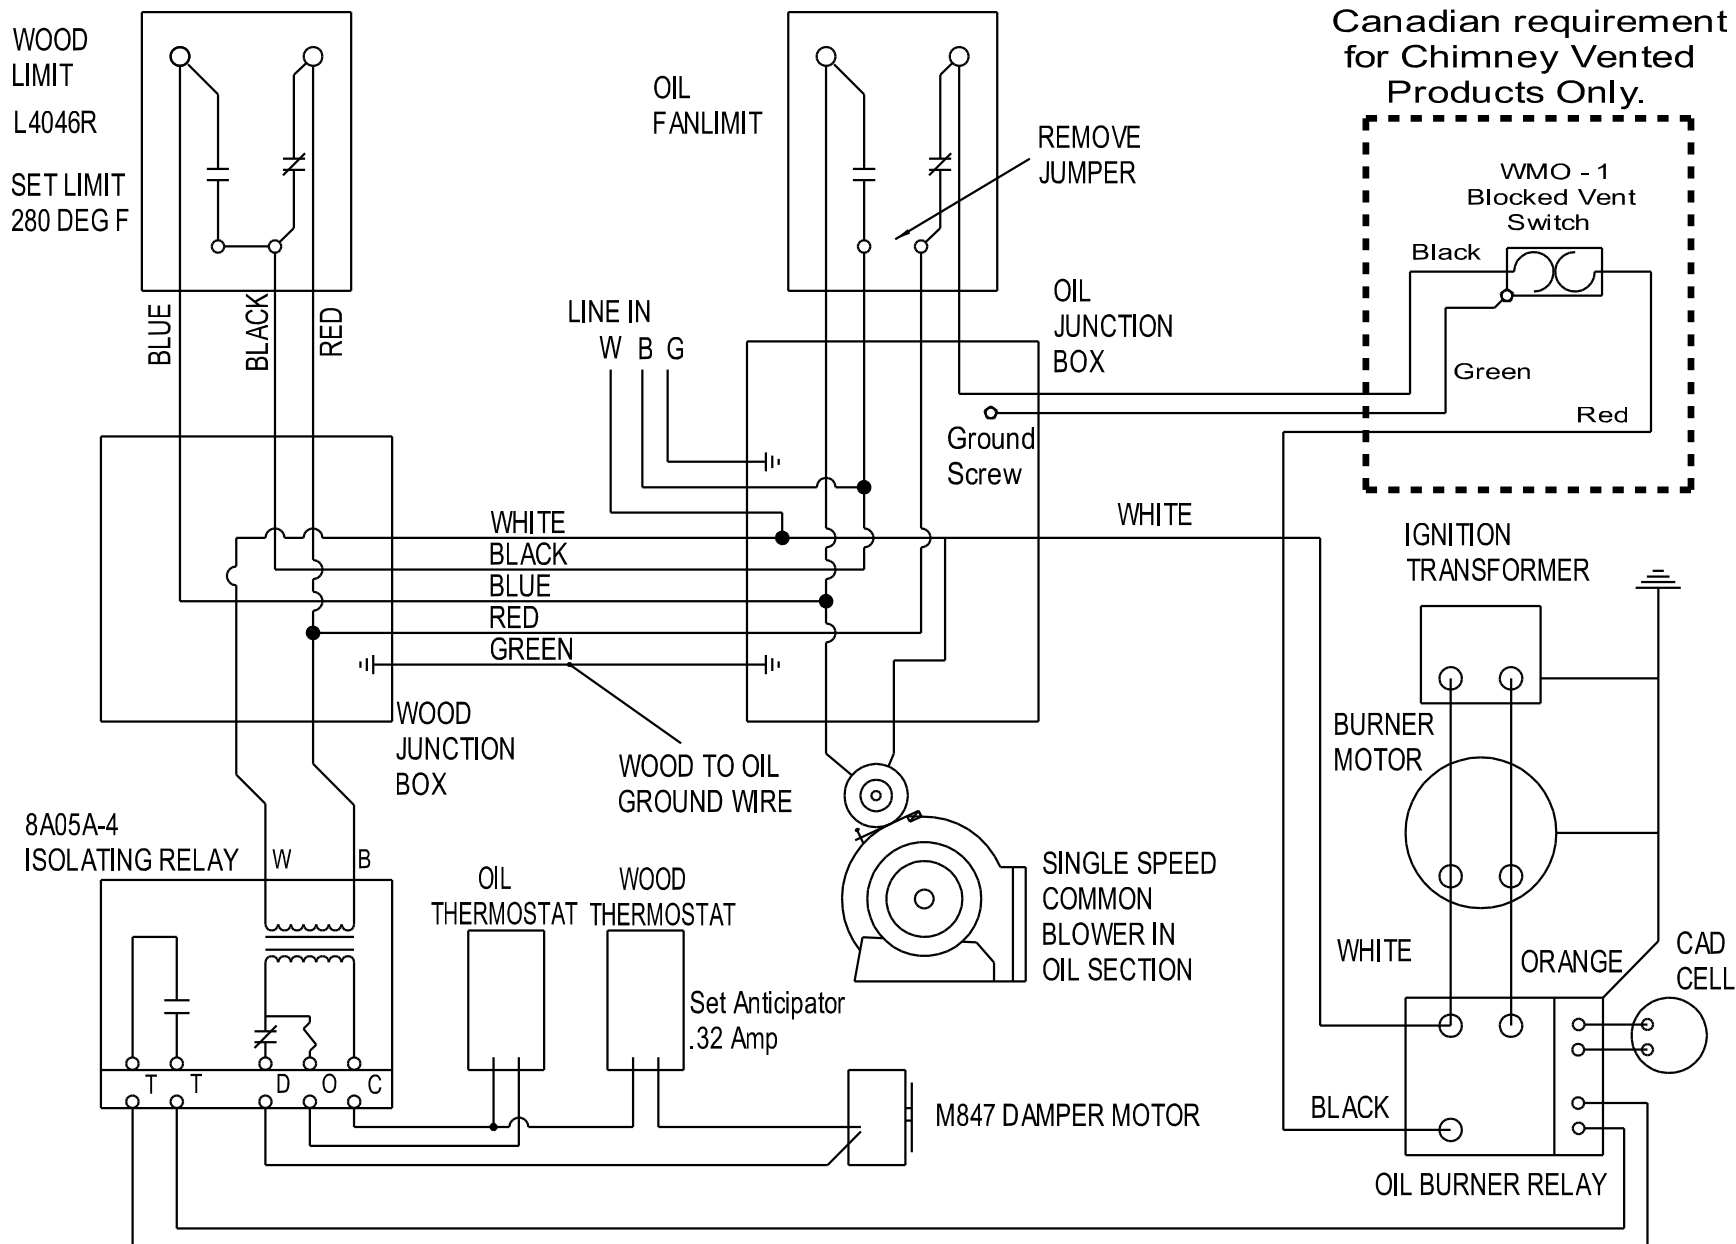 WOOD
LIMIT
L4046R
SET LIMIT
280 DEG F
OIL
FANLIMIT
REMOVE
JUMPER
Canadian requirement
for Chimney Vented
Products Only.
WMO - 1
Blocked Vent
Switch
Black
Green
Red
BLUE
BLACK
RED
LINE IN
W B G
OIL
JUNCTION
BOX
Ground
Screw
WHITE
BLACK
BLUE
RED
GREEN
WHITE
IGNITION
TRANSFORMER
WOOD
JUNCTION
BOX
WOOD TO OIL
GROUND WIRE
BURNER
MOTOR
8A05A-4
ISOLATING RELAY
W
B
OIL
THERMOSTAT
WOOD
THERMOSTAT
Set Anticipator
.32 Amp
SINGLE SPEED
COMMON
BLOWER IN
OIL SECTION
WHITE
ORANGE
CAD
CELL
T T D O C
M847 DAMPER MOTOR
BLACK
OIL BURNER RELAY